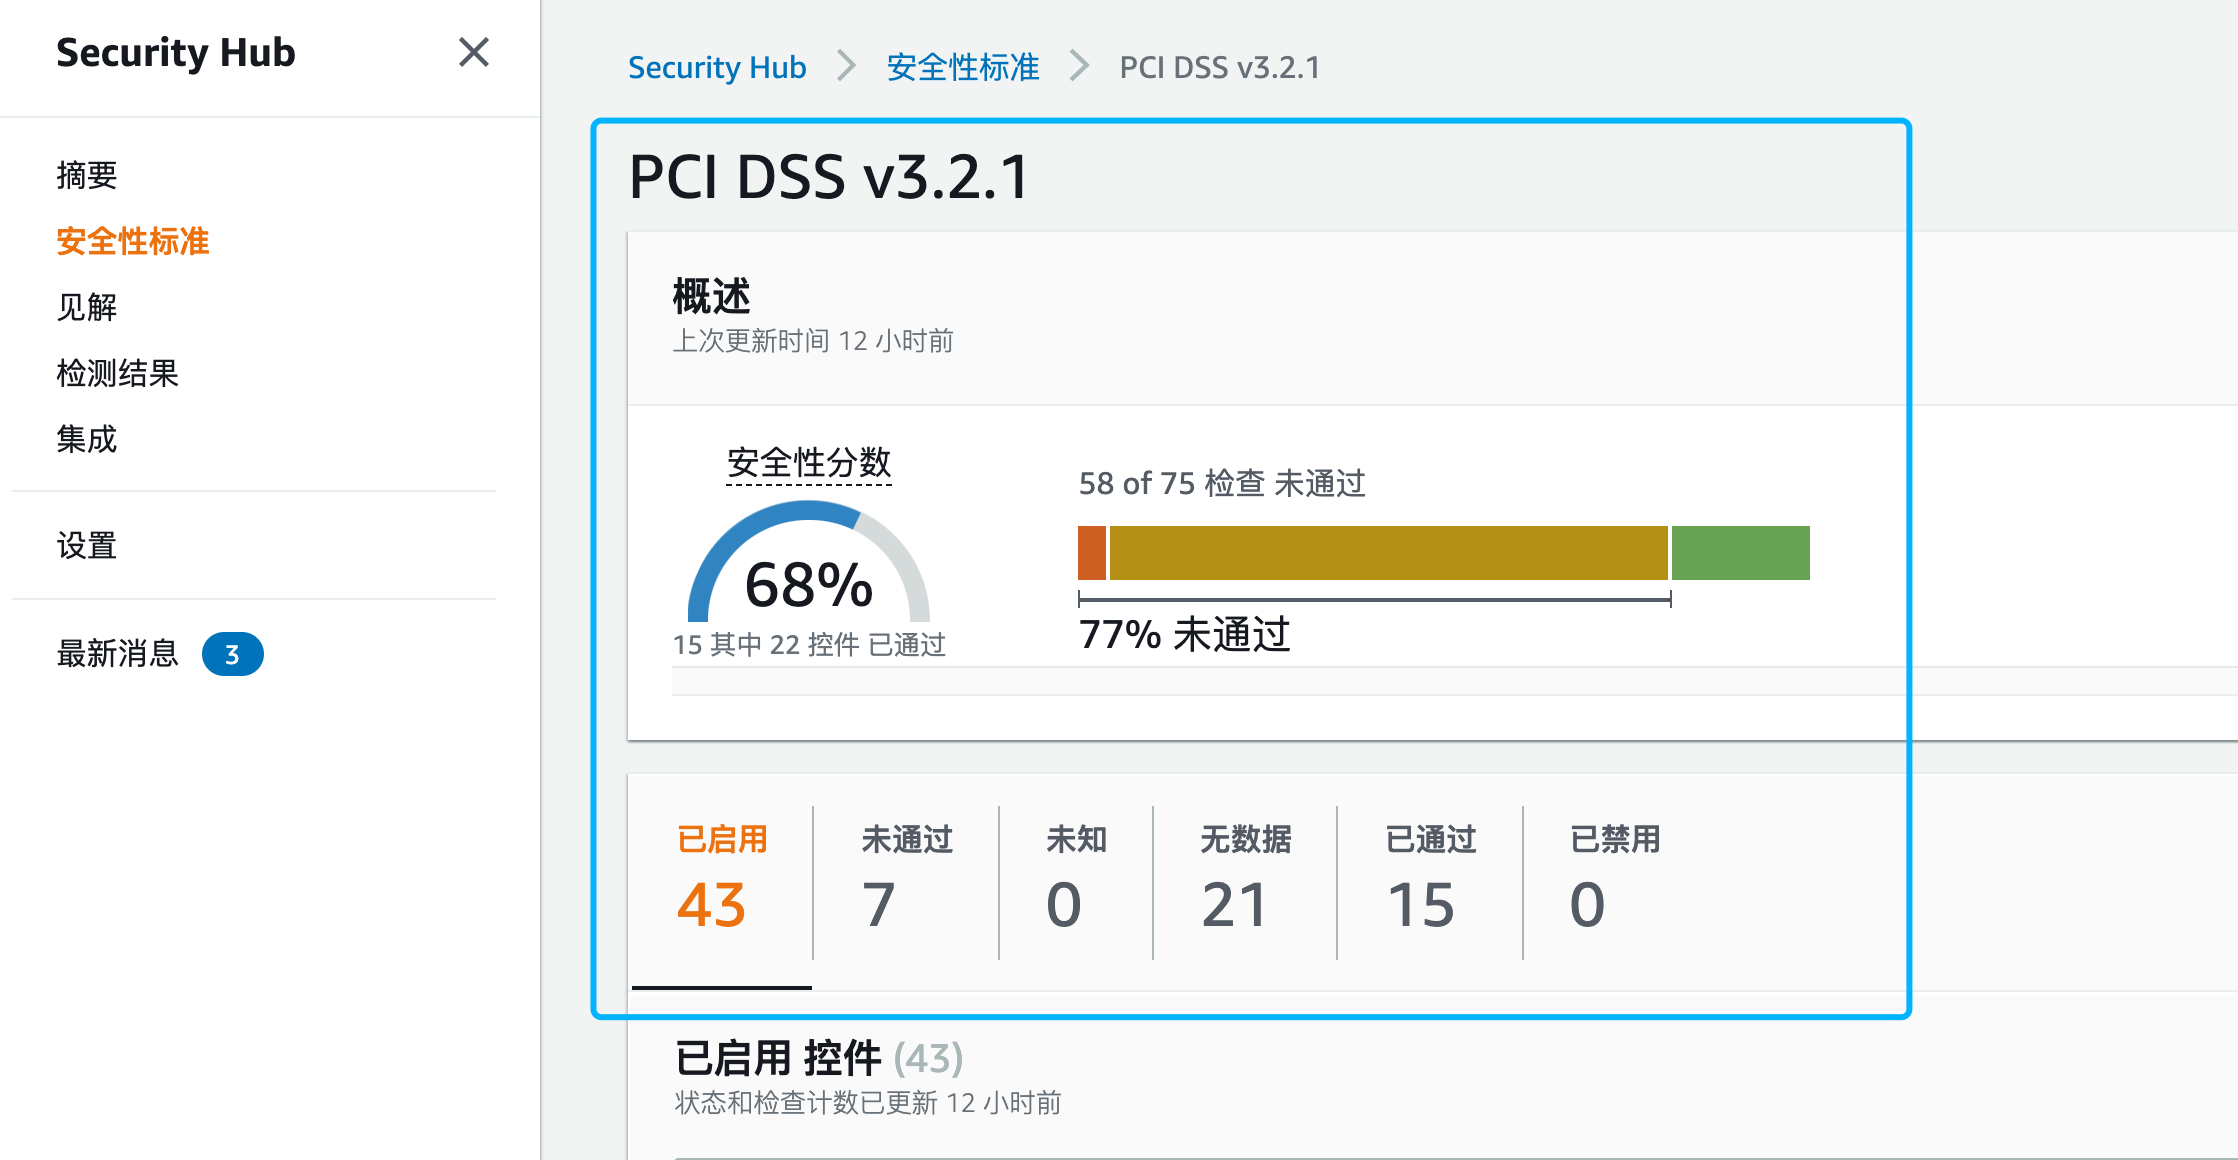 Security Hub
摘要
安全性标准
见解
检测结果
集成
设置
最新消息 3
Security Hub 安全性标准 PCI DSS v3.2.1
PCI DSS v3.2.1
概述
上次更新时间 12 小时前
安全性分数
68%
15 其中 22 控件 已通过
58 of 75 检查 未通过
77% 未通过
已启用 未通过 未知 无数据 已通过 已禁用
43 7 0 21 15 0
已启用 控件 (43)
状态和检查计数已更新 12 小时前